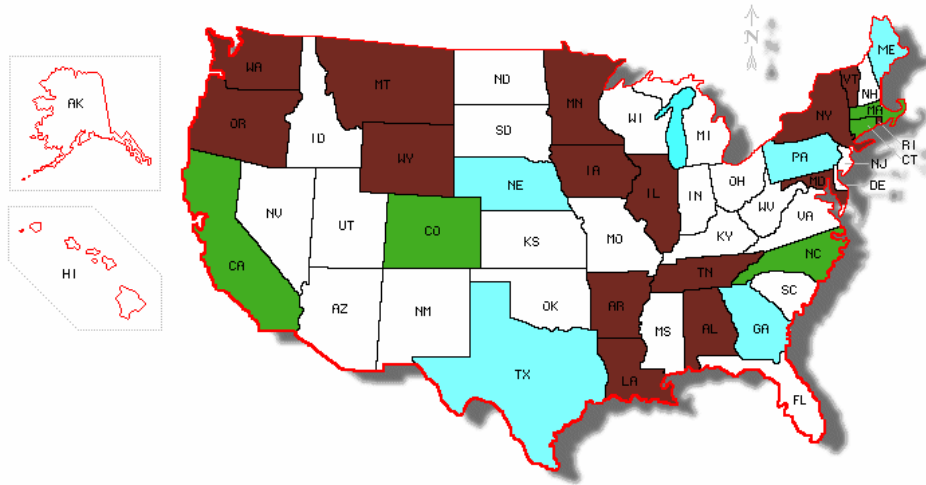 N
ME
WA
VT
ND
MT
NH
AK
MN
MA
NY
OR
WI
SD
ID
MI
RI
WY
PA
CT
IA
NJ
OH
MD
DE
NE
IL
IN
WV
VA
NV
UT
CO
KY
MO
KS
NC
CA
TN
HI
SC
OK
AR
AZ
NM
GA
AL
MS
TX
LA
FL